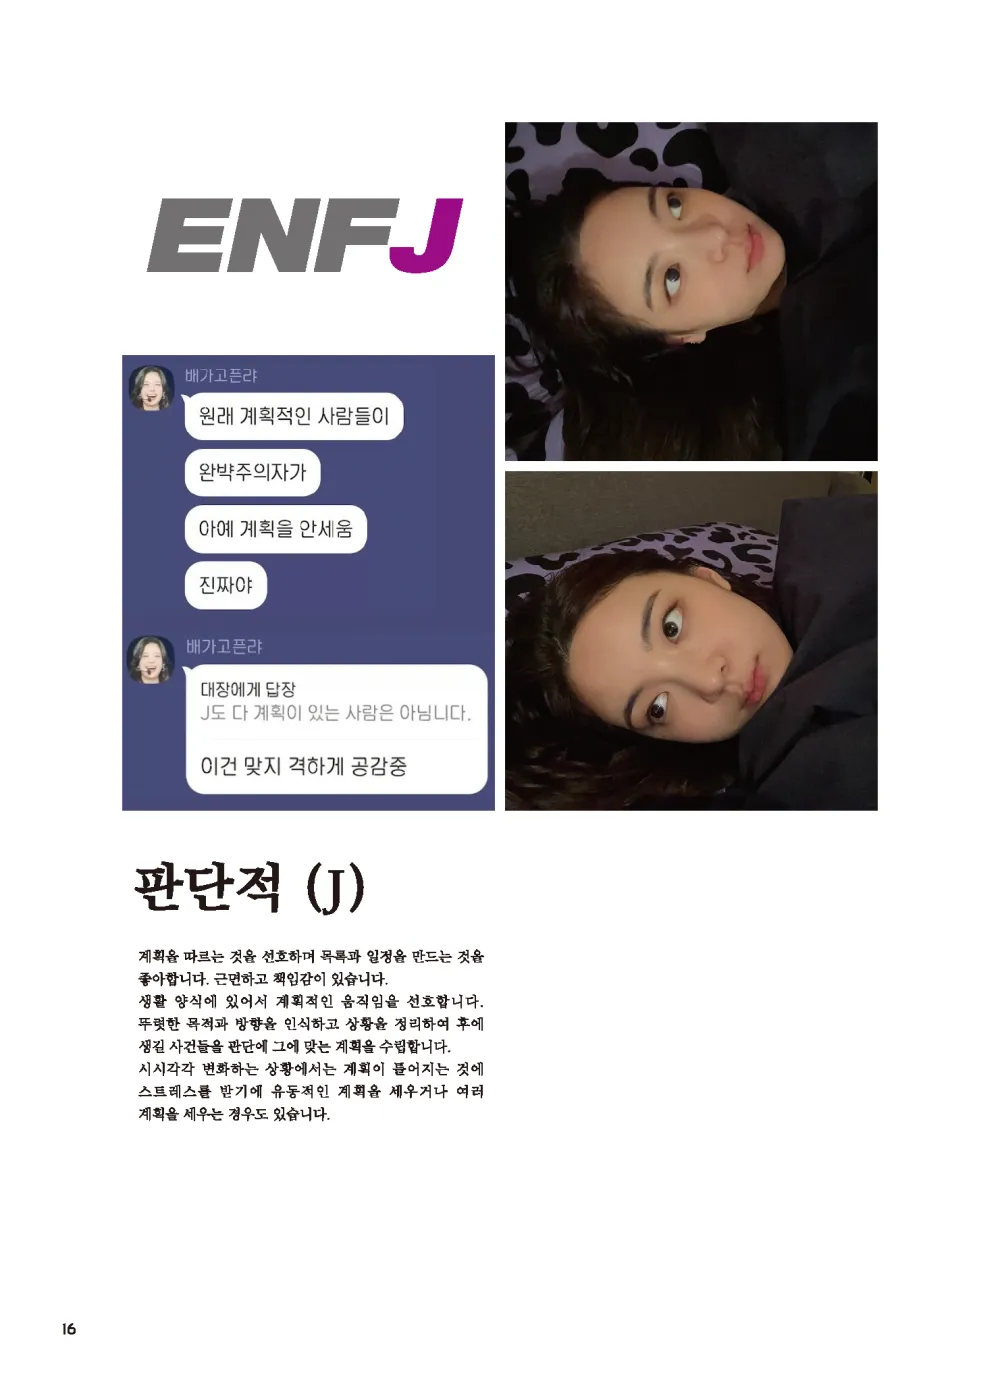 ENFJ
배가고픈랴
원래 계획적인 사람들이
완뱍주의자가
아예 계획을 안세움
진짜야
배가고픈랴
대장에게 답장
J도 다 계획이 있는 사람은 아닙니다.
이건 맞지 격하게 공감중
판단적 (J)
계획을 따르는 것을 선호하며 목록과 일정을 만드는 것을
좋아합니다. 근면하고 책임감이 있습니다.
생활 양식에 있어서 계획적인 움직임을 선호합니다.
뚜렷한 목적과 방향을 인식하고 상황을 정리하여 후에
생길 사건들을 판단에 그에 맞는 계획을 수립합니다.
시시각각 변화하는 상황에서는 계획이 틀어지는 것에
스트레스를 받기에 유동적인 계획을 세우거나 여러
계획을 세우는 경우도 있습니다.
16